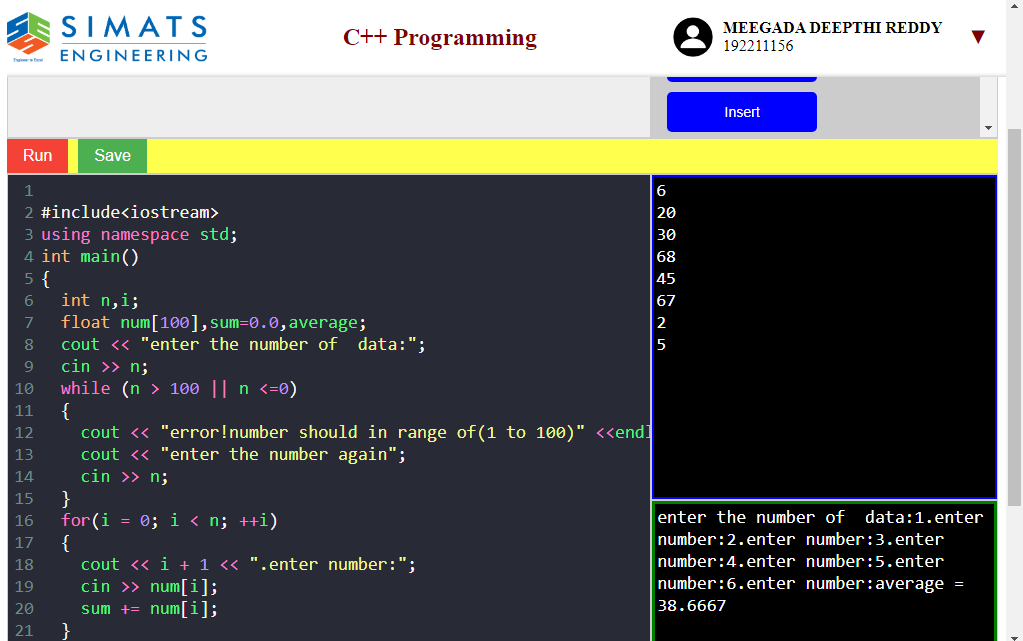 SIMATS
ENGINEERING
Engineer to Excel
C++ Programming
MEEGADA DEEPTHI REDDY
192211156
▼
Insert
Run
Save
1
2 #include<iostream>
3 using namespace std;
4 int main()
5 {
6   int n,i;
7   float num[100],sum=0.0,average;
8   cout << "enter the number of  data:";
9   cin >> n;
10   while (n > 100 || n <=0)
11   {
12     cout << "error!number should in range of(1 to 100)" <<endl
13     cout << "enter the number again";
14     cin >> n;
15   }
16   for(i = 0; i < n; ++i)
17   {
18     cout << i + 1 << ".enter number:";
19     cin >> num[i];
20     sum += num[i];
21   }
6
20
30
68
45
67
2
5
enter the number of  data:1.enter
number:2.enter number:3.enter
number:4.enter number:5.enter
number:6.enter number:average =
38.6667